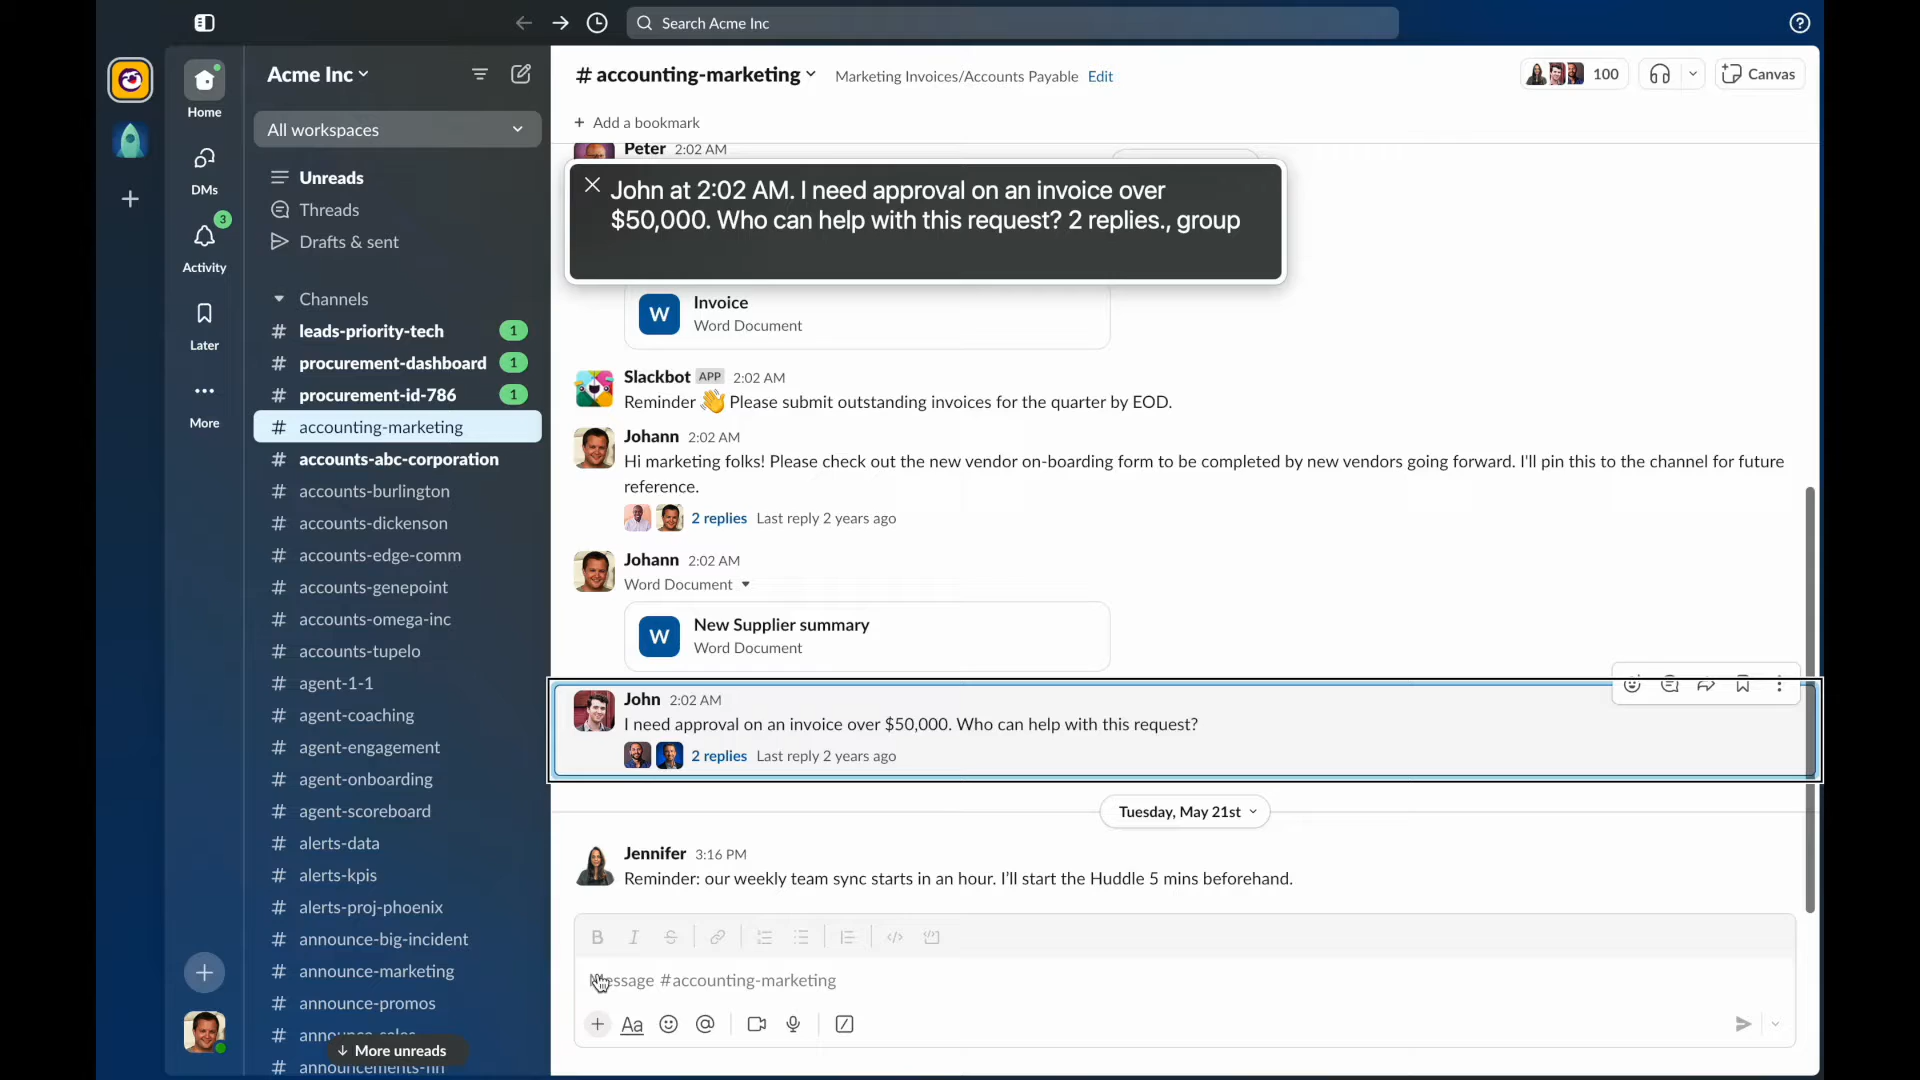 Search Acme Inc
Home
DMs
3
Activity
Later
More
Acme Inc
All workspaces
Unreads
Threads
Drafts & sent
Channels
# leads-priority-tech 1
# procurement-dashboard 1
# procurement-id-786 1
# accounting-marketing
# accounts-abc-corporation
# accounts-burlington
# accounts-dickenson
# accounts-edge-comm
# accounts-genepoint
# accounts-omega-inc
# accounts-tupelo
# agent-1-1
# agent-coaching
# agent-engagement
# agent-onboarding
# agent-scoreboard
# alerts-data
# alerts-kpis
# alerts-proj-phoenix
# announce-big-incident
# announce-marketing
# announce-promos
More unreads
# accounting-marketing Marketing Invoices/Accounts Payable Edit
100
Canvas
+ Add a bookmark
Peter 2:02 AM
John at 2:02 AM. I need approval on an invoice over
$50,000. Who can help with this request? 2 replies., group
W
Invoice
Word Document
Slackbot APP 2:02 AM
Reminder 👋 Please submit outstanding invoices for the quarter by EOD.
Johann 2:02 AM
Hi marketing folks! Please check out the new vendor on-boarding form to be completed by new vendors going forward. I'll pin this to the channel for future
reference.
2 replies Last reply 2 years ago
Johann 2:02 AM
Word Document
W
New Supplier summary
Word Document
John 2:02 AM
I need approval on an invoice over $50,000. Who can help with this request?
2 replies Last reply 2 years ago
Tuesday, May 21st
Jennifer 3:16 PM
Reminder: our weekly team sync starts in an hour. I'll start the Huddle 5 mins beforehand.
B I S
Message #accounting-marketing
+ Aa @